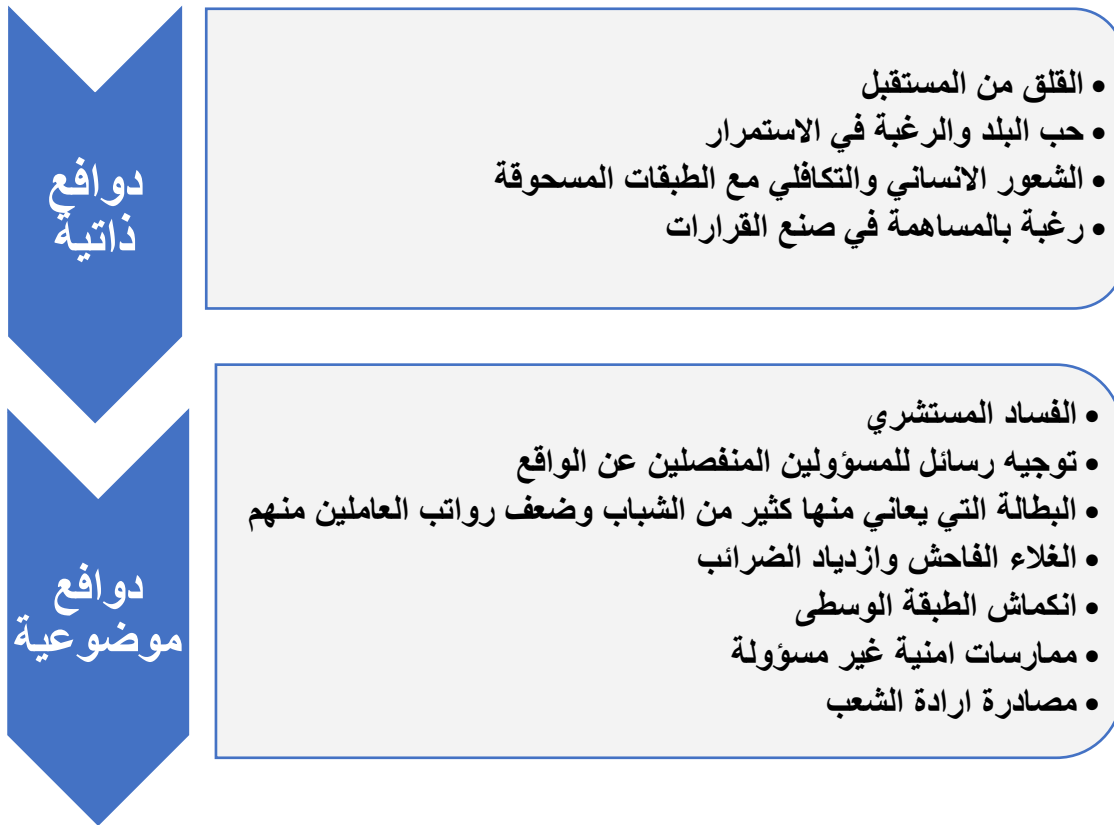 دوافع
ذاتية
• القلق من المستقبل
• حب البلد والرغبة في الاستمرار
• الشعور الانساني والتكافلي مع الطبقات المسحوقة
• رغبة بالمساهمة في صنع القرارات
دوافع
موضوعية
• الفساد المستشري
• توجيه رسائل للمسؤولين المنفصلين عن الواقع
• البطالة التي يعاني منها كثير من الشباب وضعف رواتب العاملين منهم
• الغلاء الفاحش وازدياد الضرائب
• انكماش الطبقة الوسطى
• ممارسات امنية غير مسؤولة
• مصادرة ارادة الشعب